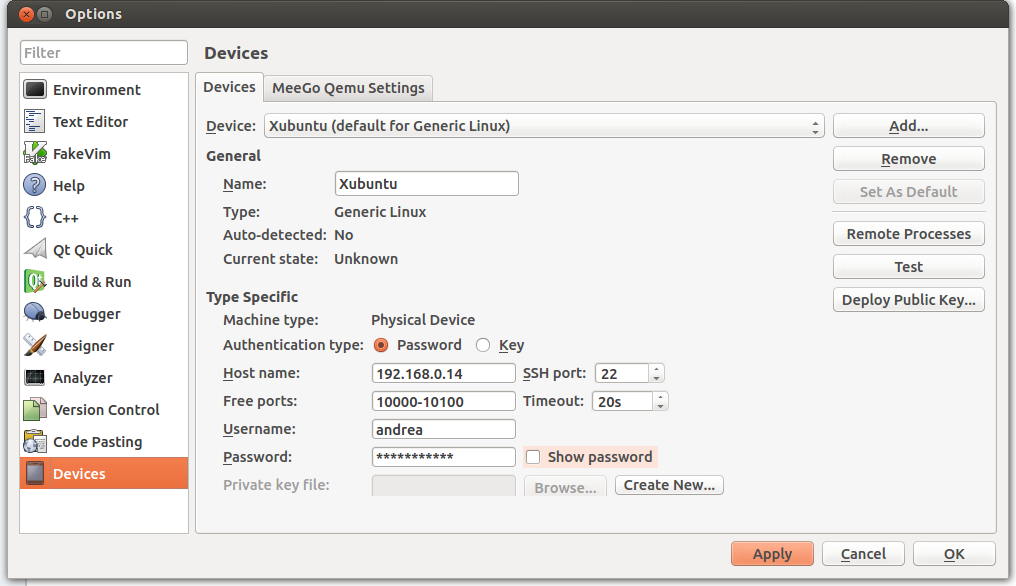 Options
Filter
Devices
Environment
Text Editor
FakeVim
Help
C++
Qt Quick
Build & Run
Debugger
Designer
Analyzer
Version Control
Code Pasting
Devices
Devices
MeeGo Qemu Settings
Device: Xubuntu (default for Generic Linux)
General
Name: Xubuntu
Type: Generic Linux
Auto-detected: No
Current state: Unknown
Type Specific
Machine type: Physical Device
Authentication type: Password Key
Host name: 192.168.0.14 SSH port: 22
Free ports: 10000-10100 Timeout: 20s
Username: andrea
Password: *********** Show password
Private key file: Browse... Create New...
Add...
Remove
Set As Default
Remote Processes
Test
Deploy Public Key...
Apply Cancel OK